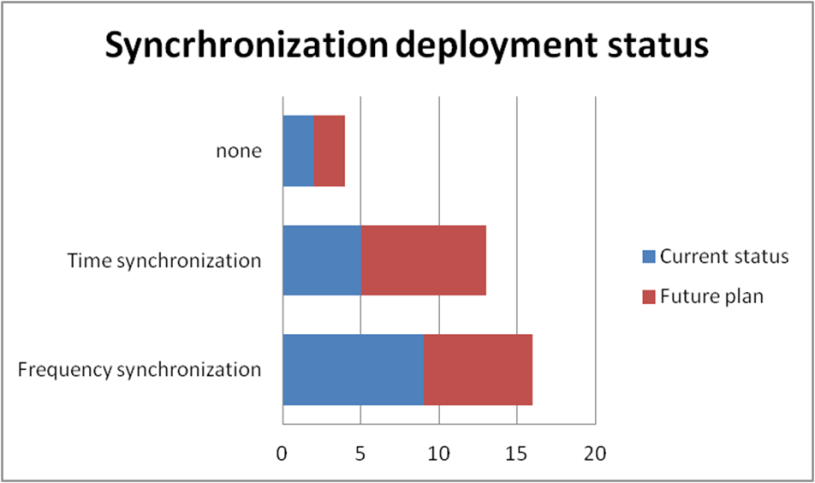 Syncrhronization deployment status
none
Time synchronization
Frequency synchronization
0 5 10 15 20
Current status
Future plan